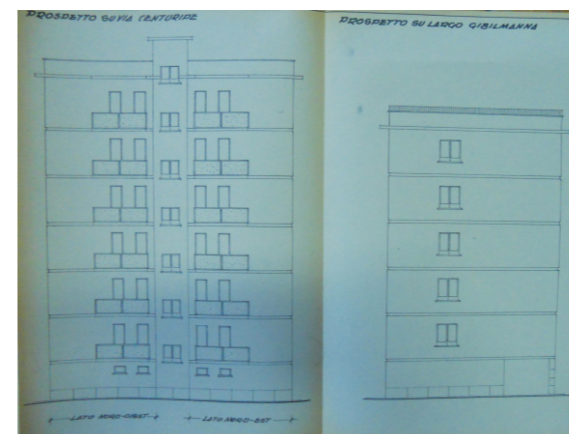 PROSPETTO SU VIA CENTURIPE
PROSPETTO SU LARGO GIBILMANNA
LATO NORD-OVEST
LATO NORD-EST